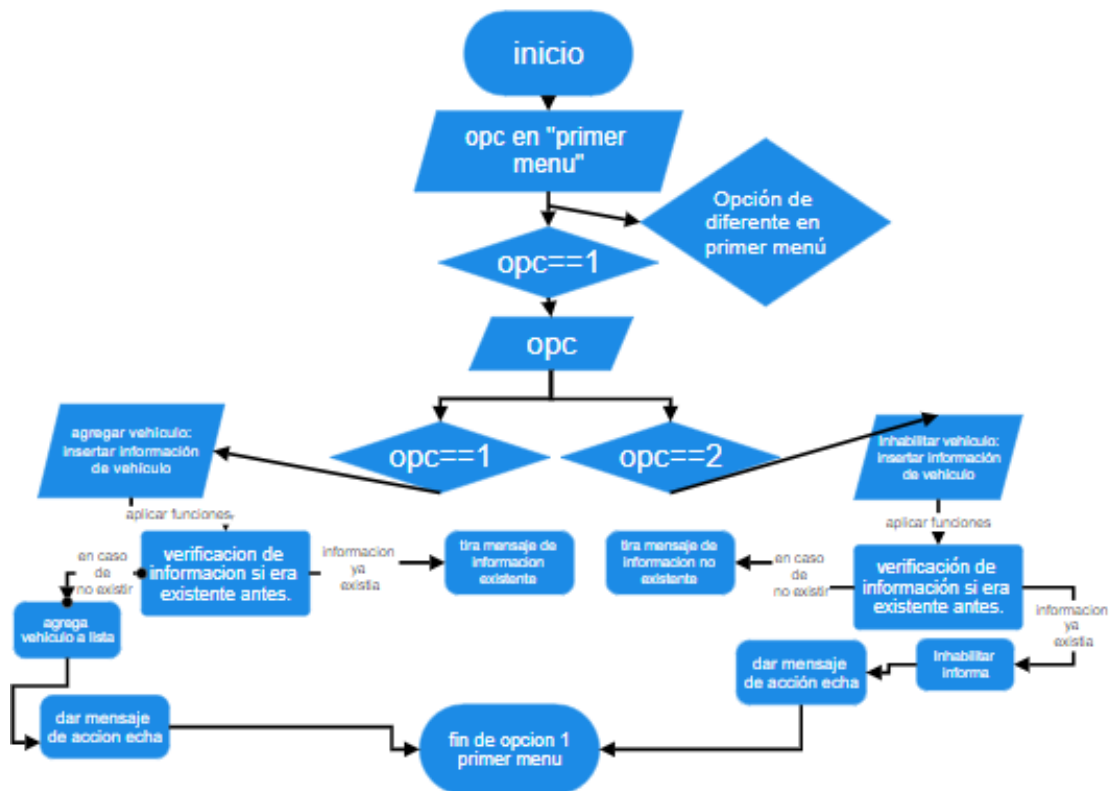 inicio
opc en "primer
menu"
Opción de
diferente en
primer menú
opc==1
opc
agregar vehiculo:
insertar información
de vehículo
opc==1
opc==2
inhabilitar vehiculo:
insertar información
de vehículo
aplicar funciones
aplicar funciones
en caso
de
no existir
verificacion de
informacion si era
existente antes.
informacion
ya
existia
tira mensaje de
informacion
existente
tira mensaje de
informacion no
existente
en caso
de
no existir
verificación de
información si era
existente antes.
informacion
ya
existia
agrega
vehiculo a lista
dar mensaje
de acción echa
inhabilitar
informa
dar mensaje
de accion echa
fin de opcion 1
primer menu